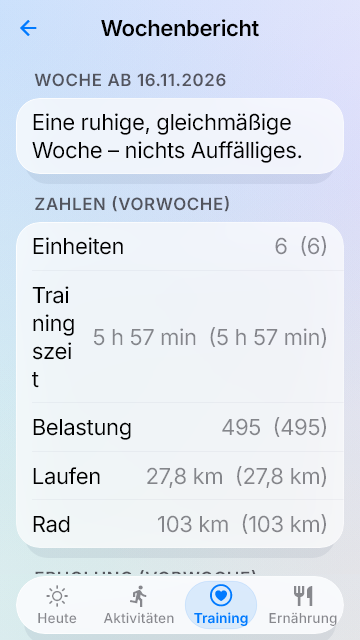 Wochenbericht
WOCHE AB 16.11.2026
Eine ruhige, gleichmäßige
Woche – nichts Auffälliges.
ZAHLEN (VORWOCHE)
Einheiten 6 (6)
Trai
ning
szei
t
5 h 57 min (5 h 57 min)
Belastung 495 (495)
Laufen 27,8 km (27,8 km)
Rad 103 km (103 km)
ERHOLUNG (VORWOCHE)
Heute Aktivitäten Training Ernährung